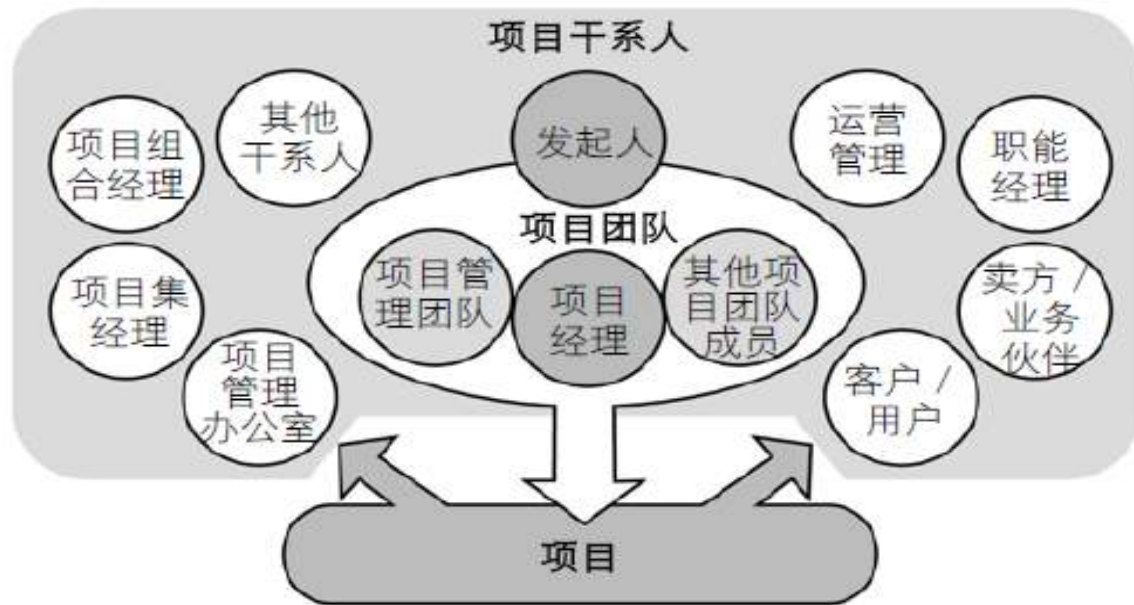 项目干系人
其他
干系人
发起人
运营
管理
项目组
合经理
职能
经理
项目团队
项目管
理团队
项目
经理
其他项
目团队
成员
项目集
经理
卖方 /
业务
伙伴
项目
管理
办公室
客户 /
用户
项目